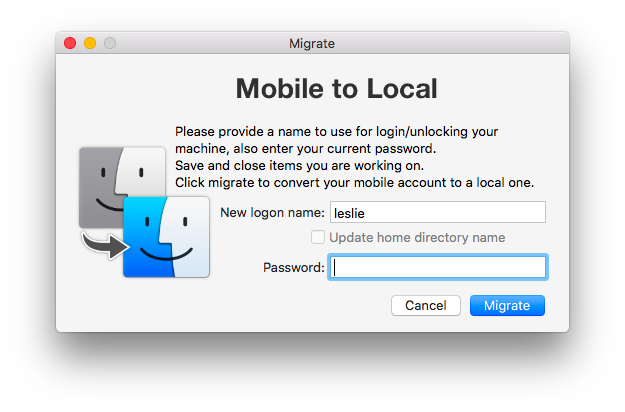 Migrate
Mobile to Local
Please provide a name to use for login/unlocking your
machine, also enter your current password.
Save and close items you are working on.
Click migrate to convert your mobile account to a local one.
New logon name: leslie
Update home directory name
Password:
Cancel Migrate